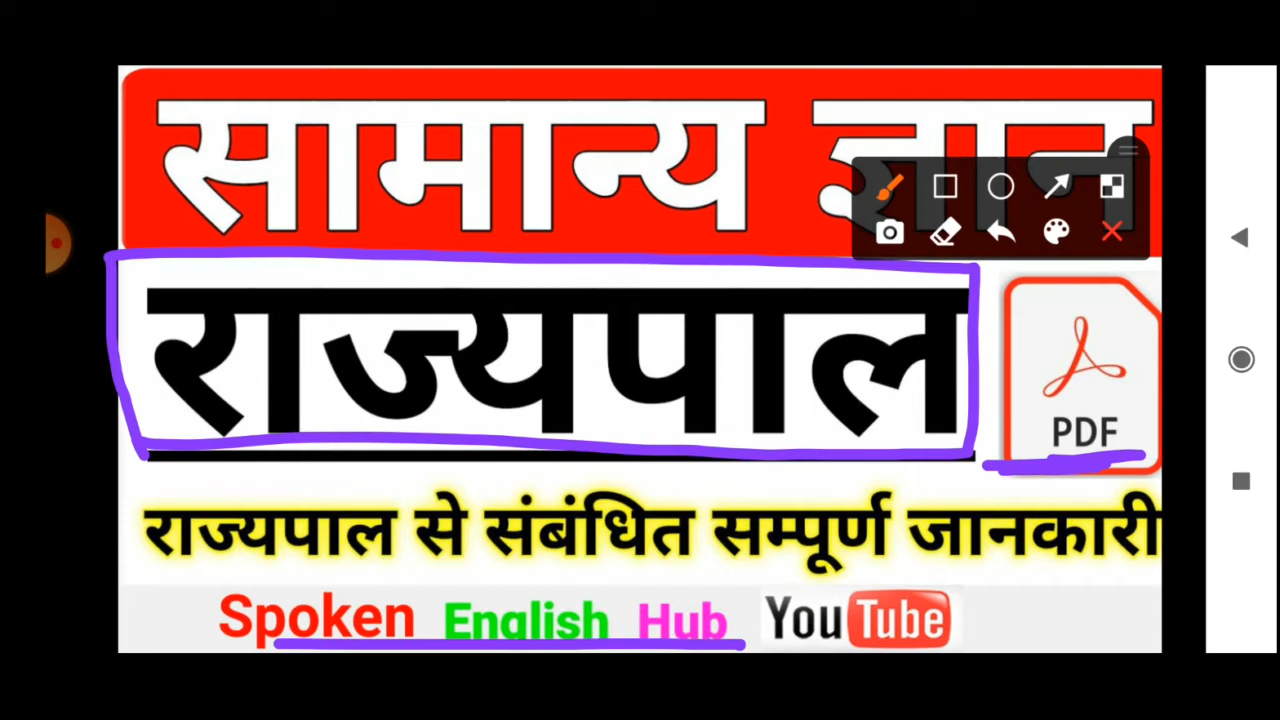 सामान्य ज्ञान
राज्यपाल
PDF
राज्यपाल से संबंधित सम्पूर्ण जानकारी
Spoken English Hub YouTube